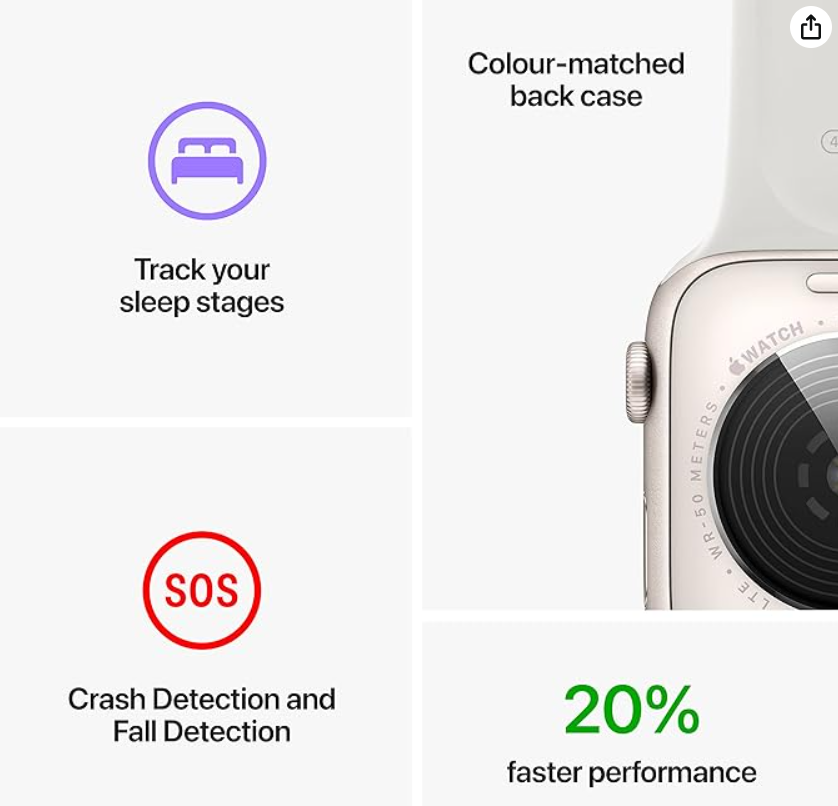 Track your
sleep stages
Colour-matched
back case
4
WATCH •
LTE • WR-50 METERS •
SOS
Crash Detection and
Fall Detection
20%
faster performance